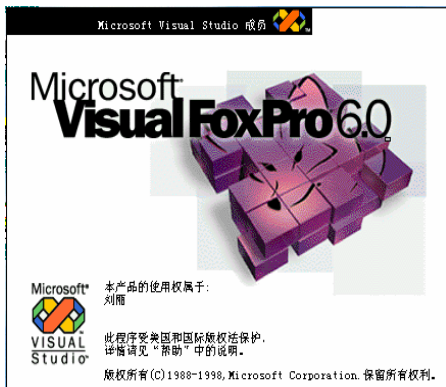 Microsoft Visual Studio 成员
Microsoft
Visual FoxPro 6.0
Microsoft
VISUAL
Studio
本产品的使用权属于:
刘丽
此程序受美国和国际版权法保护,
详情请见"帮助"中的说明。
版权所有(C)1988-1998,Microsoft Corporation.保留所有权利。